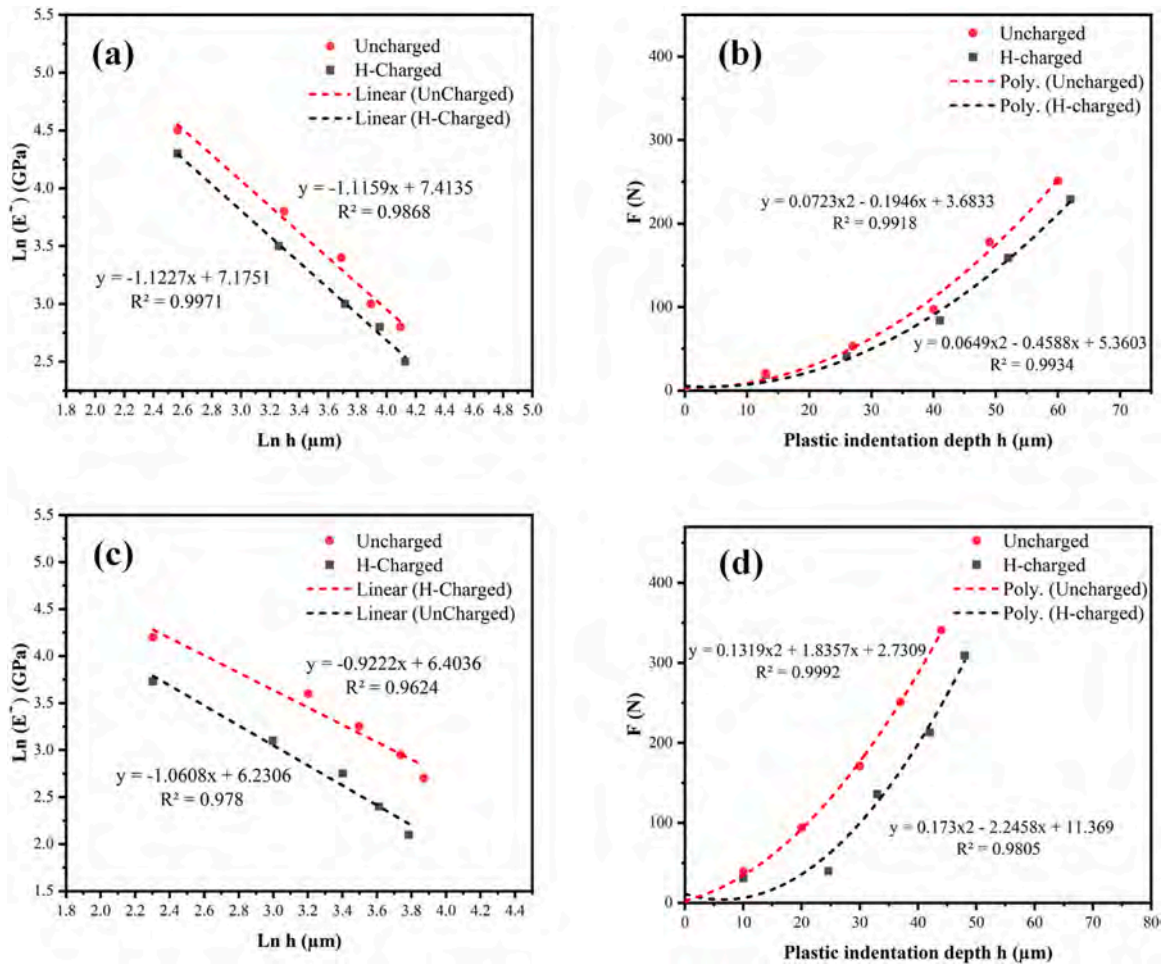 (a)
Uncharged
H-Charged
Linear (UnCharged)
Linear (H-Charged)
y = -1.1159x + 7.4135
R² = 0.9868
y = -1.1227x + 7.1751
R² = 0.9971
Ln (E˜) (GPa)
5.5
5.0
4.5
4.0
3.5
3.0
2.5
1.8 2.0 2.2 2.4 2.6 2.8 3.0 3.2 3.4 3.6 3.8 4.0 4.2 4.4 4.6 4.8 5.0
Ln h (µm)
(b)
Uncharged
H-charged
Poly. (Uncharged)
Poly. (H-charged)
y = 0.0723x2 - 0.1946x + 3.6833
R² = 0.9918
y = 0.0649x2 - 0.4588x + 5.3603
R² = 0.9934
F (N)
400
300
200
100
0
0 10 20 30 40 50 60 70
Plastic indentation depth h (µm)
(c)
Uncharged
H-Charged
Linear (H-Charged)
Linear (UnCharged)
y = -0.9222x + 6.4036
R² = 0.9624
y = -1.0608x + 6.2306
R² = 0.978
Ln (E˜) (GPa)
5.5
5.0
4.5
4.0
3.5
3.0
2.5
2.0
1.5
1.8 2.0 2.2 2.4 2.6 2.8 3.0 3.2 3.4 3.6 3.8 4.0 4.2 4.4
Ln h (µm)
(d)
Uncharged
H-charged
Poly. (Uncharged)
Poly. (H-charged)
y = 0.1319x2 + 1.8357x + 2.7309
R² = 0.9992
y = 0.173x2 - 2.2458x + 11.369
R² = 0.9805
F (N)
400
300
200
100
0
0 10 20 30 40 50 60 70 80
Plastic indentation depth h (µm)